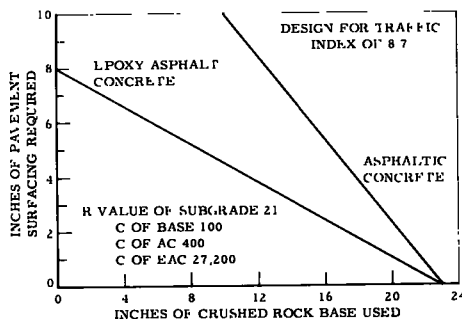 10
DESIGN FOR TRAFFIC
INDEX OF 8 7
EPOXY ASPHALT
CONCRETE
8
INCHES OF PAVEMENT
SURFACING REQUIRED
6
ASPHALTIC
CONCRETE
4
R VALUE OF SUBGRADE 21
2
C OF BASE 100
C OF AC 400
C OF EAC 27,200
0
0 4 8 12 16 20 24
INCHES OF CRUSHED ROCK BASE USED